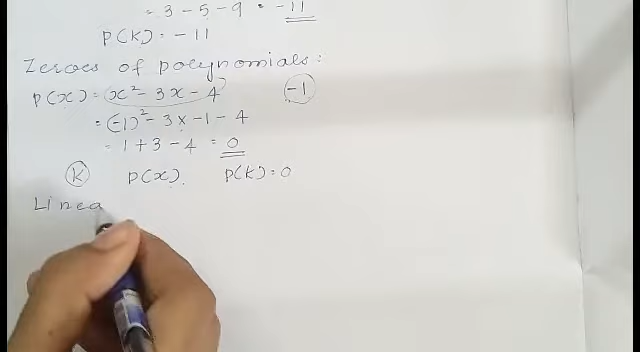 = 3 - 5 - 9 = -11
P(K) = -11
Zeroes of polynomials:
P(x) = x² - 3x - 4 (-1)
= (-1)² - 3 x -1 - 4
= 1 + 3 - 4 = 0
K P(x). P(K) = 0
Linea